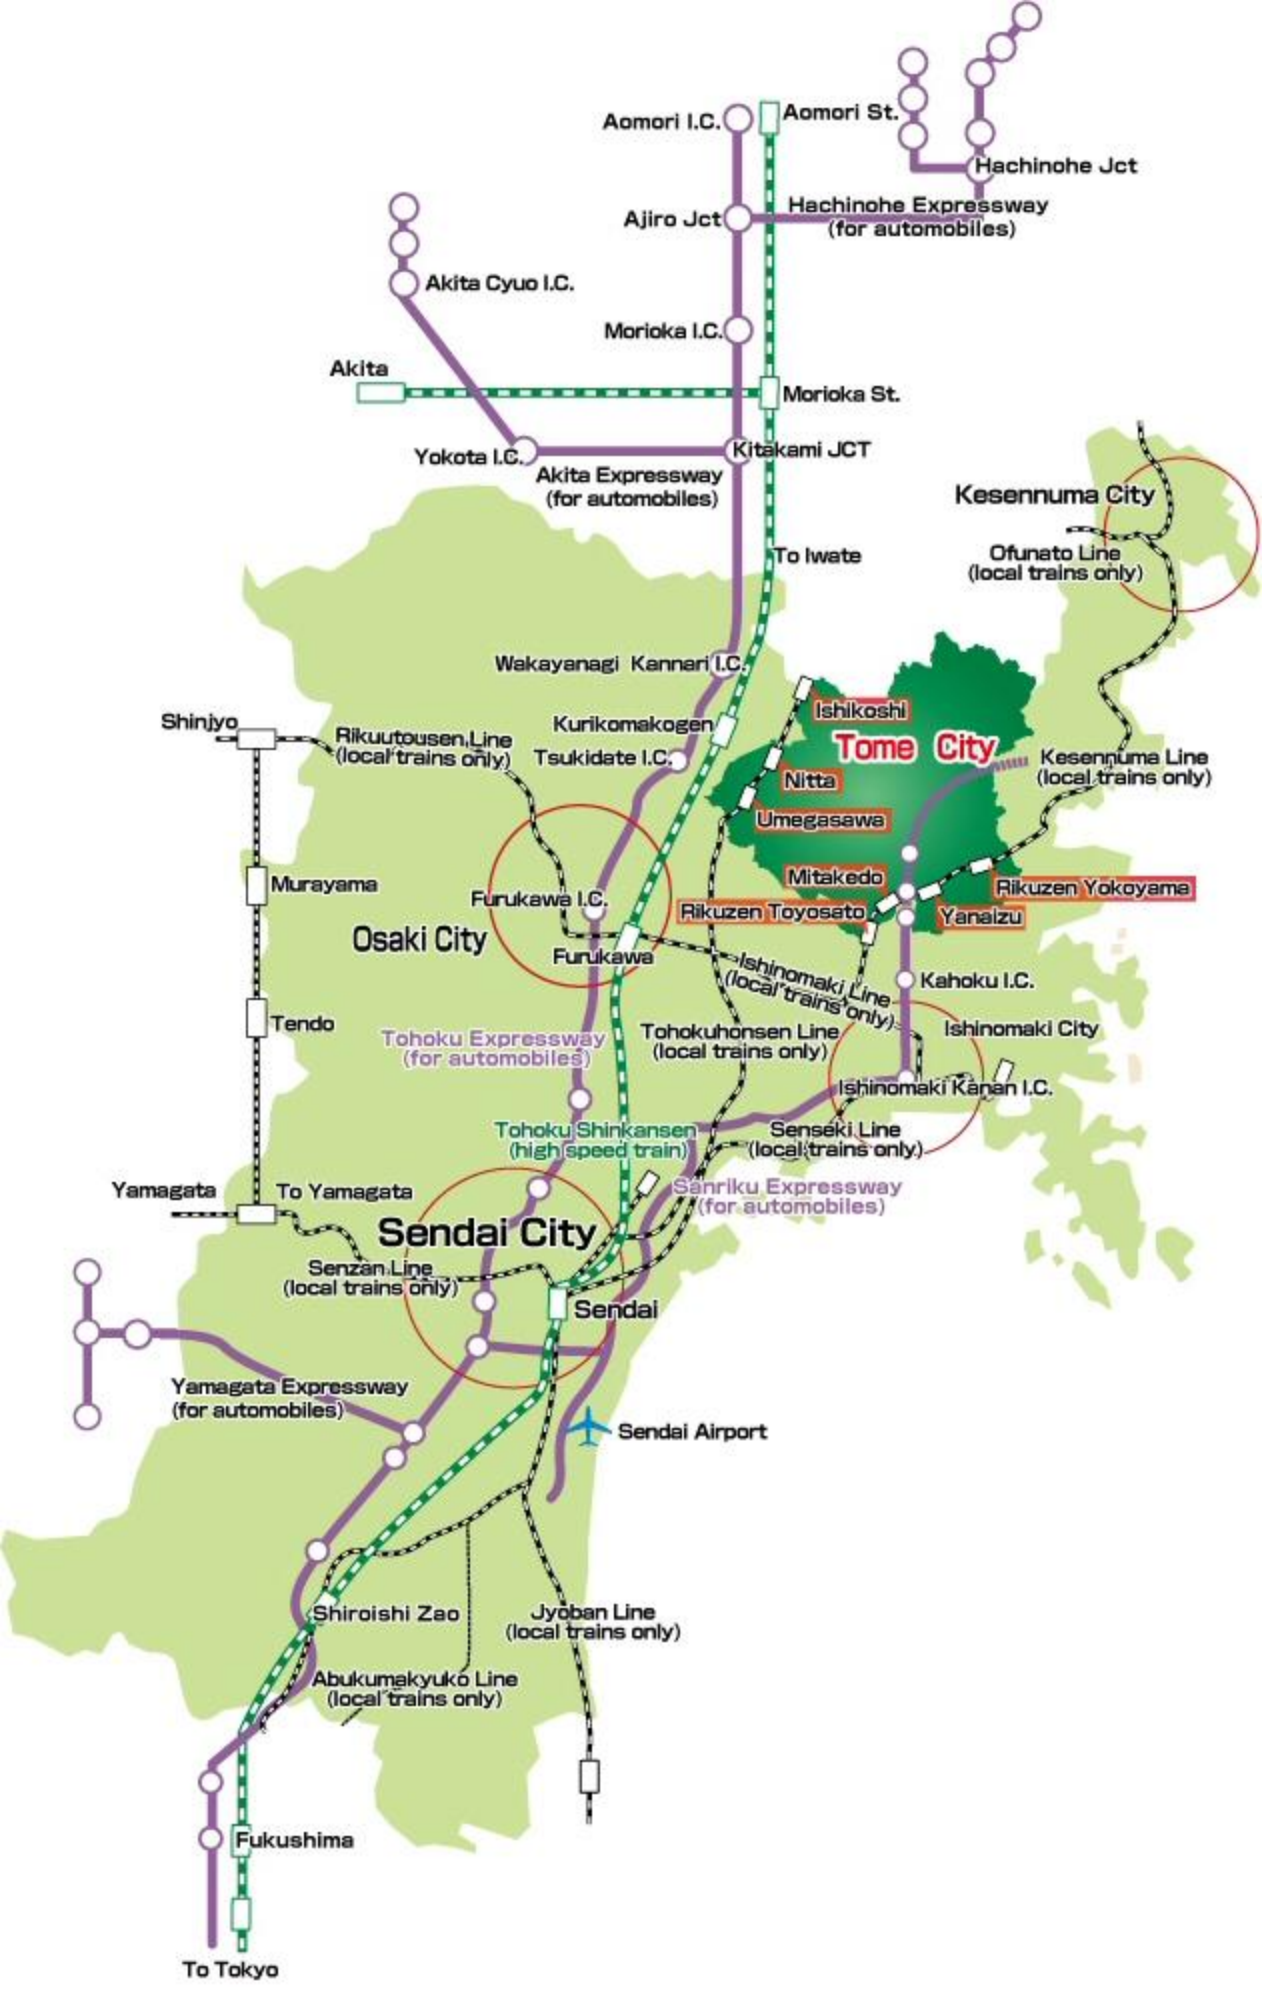 Aomori I.C.
Aomori St.
Hachinohe Jct
Ajiro Jct
Hachinohe Expressway
(for automobiles)
Akita Cyuo I.C.
Morioka I.C.
Akita
Morioka St.
Yokota I.C.
Kitakami JCT
Akita Expressway
(for automobiles)
Kesennuma City
To Iwate
Ofunato Line
(local trains only)
Wakayanagi Kannari I.C.
Ishikoshi
Shinjyo
Kurikomakogen
Rikuutousen Line
(local trains only)
Tome City
Tsukidate I.C.
Kesennuma Line
(local trains only)
Nitta
Umegasawa
Murayama
Mitakedo
Rikuzen Yokoyama
Furukawa I.C.
Rikuzen Toyosato
Yanaizu
Osaki City
Furukawa
Ishinomaki Line
(local trains only)
Kahoku I.C.
Tendo
Tohoku Expressway
(for automobiles)
Tohokuhonsen Line
(local trains only)
Ishinomaki City
Ishinomaki Kanan I.C.
Tohoku Shinkansen
(high speed train)
Senseki Line
(local trains only)
Yamagata
To Yamagata
Sanriku Expressway
(for automobiles)
Sendai City
Senzan Line
(local trains only)
Sendai
Yamagata Expressway
(for automobiles)
Sendai Airport
Shiroishi Zao
Jyoban Line
(local trains only)
Abukumakyuko Line
(local trains only)
Fukushima
To Tokyo